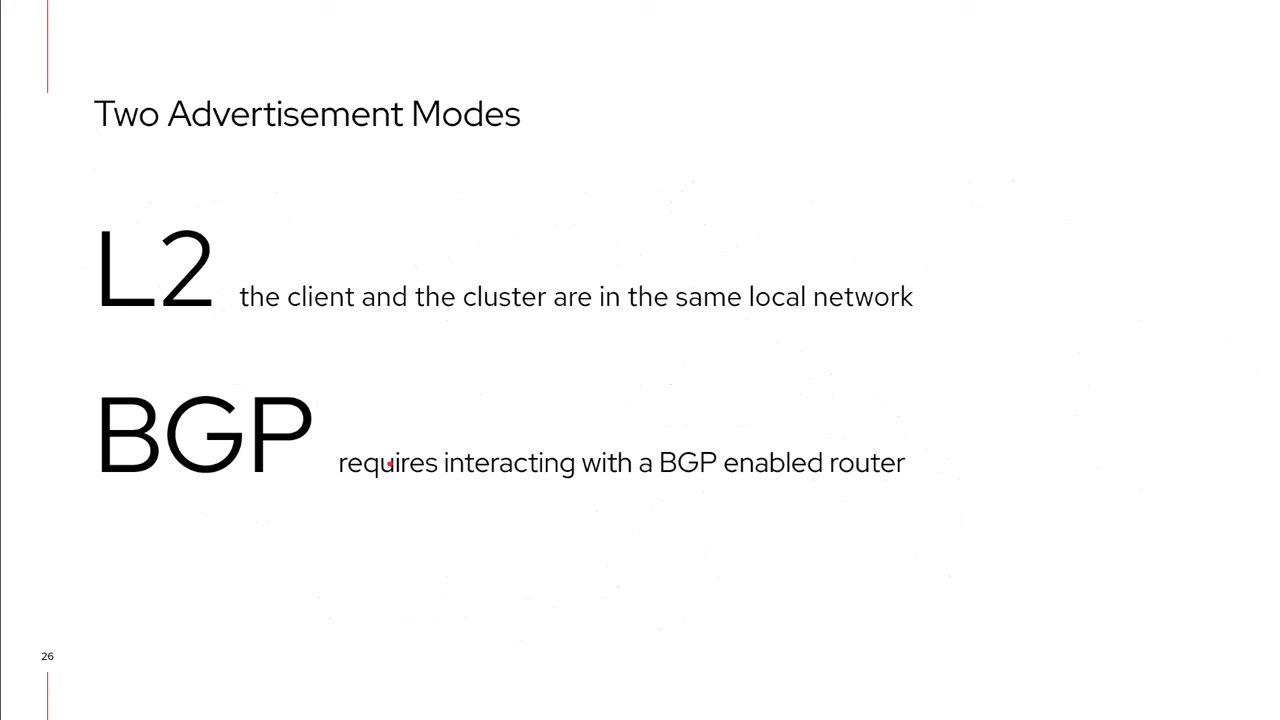 Two Advertisement Modes
L2 the client and the cluster are in the same local network
BGP requires interacting with a BGP enabled router
26